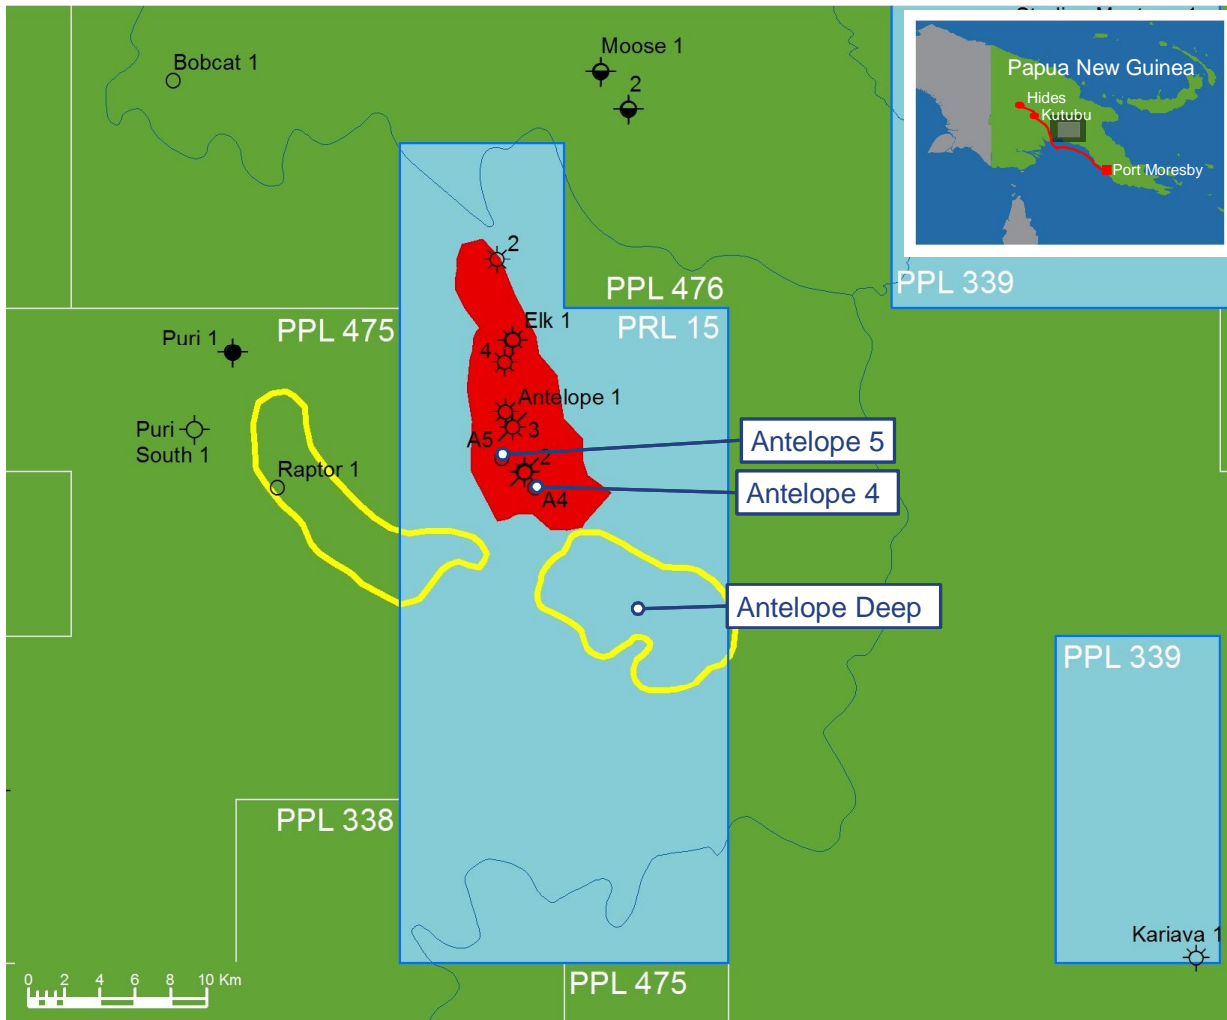 Bobcat 1
Moose 1
2
Papua New Guinea
Hides
Kutubu
Port Moresby
2
PPL 476
PPL 339
Elk 1
PPL 475
PRL 15
Puri 1
4
Antelope 1
Puri
South 1
3
A5
Antelope 5
2
Raptor 1
A4
Antelope 4
Antelope Deep
PPL 339
PPL 338
Kariava 1
0 2 4 6 8 10 Km
PPL 475